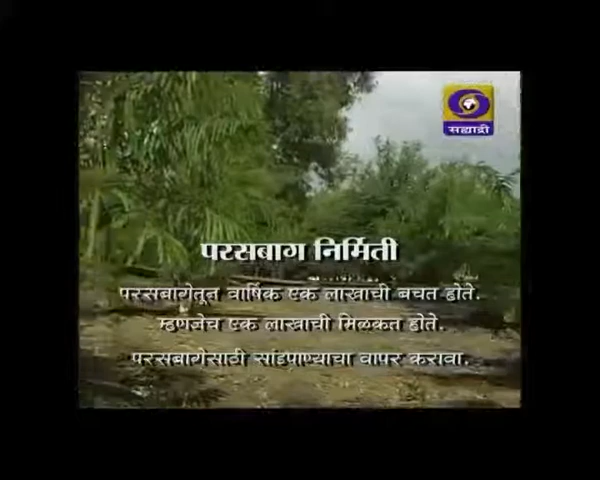 सह्याद्री
परसबाग निर्मिती
परसबागेतून वार्षिक एक लाखाची बचत होते.
म्हणजेच एक लाखाची मिळकत होते.
परसबागेसाठी सांडपाण्याचा वापर करावा.